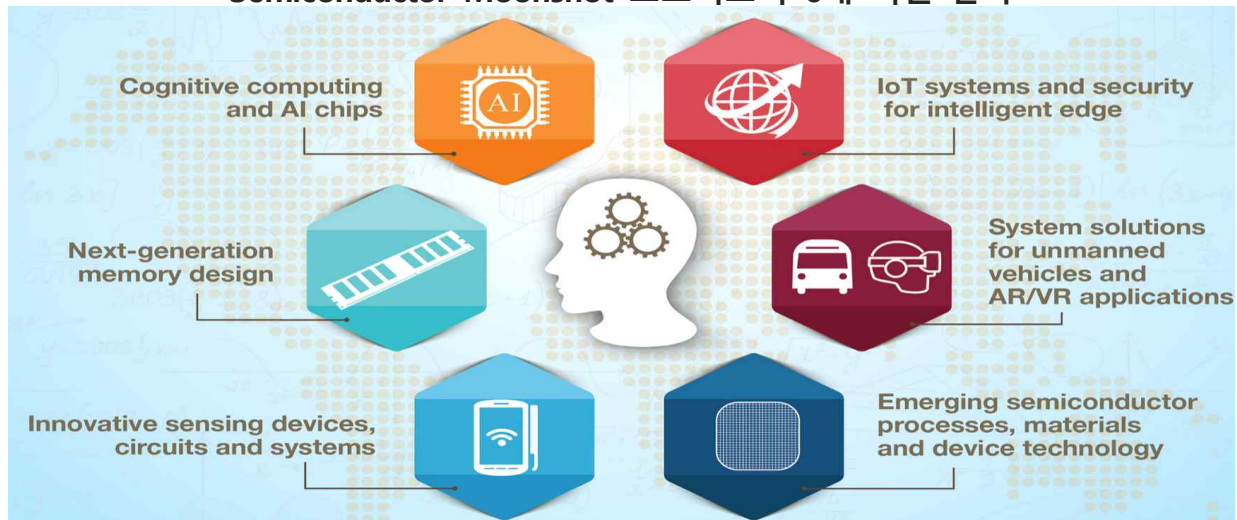 Semiconductor Moonshot
Cognitive computing
and AI chips
AI
IoT systems and security
for intelligent edge
Next-generation
memory design
System solutions
for unmanned
vehicles and
AR/VR applications
Innovative sensing devices,
circuits and systems
Emerging semiconductor
processes, materials
and device technology